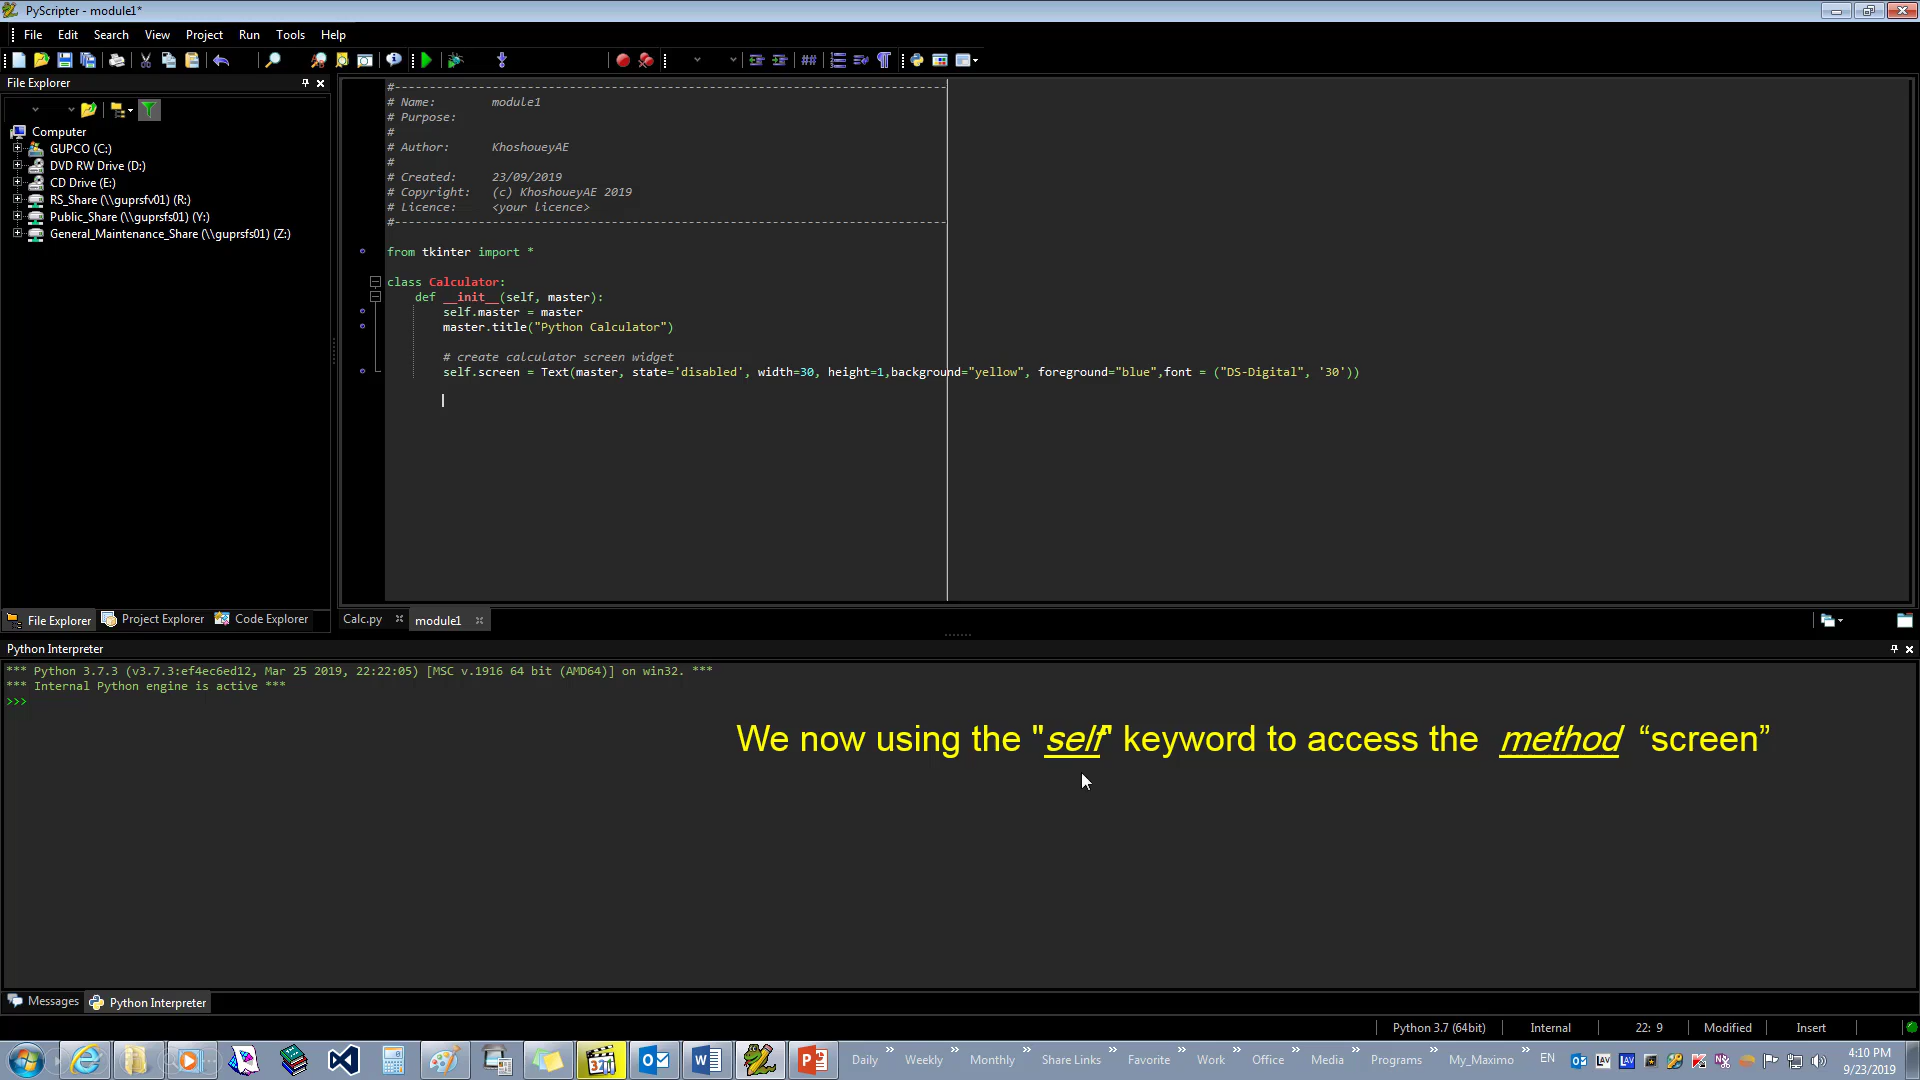 PyScripter - module1*
File Edit Search View Project Run Tools Help
File Explorer
Computer
GUPCO (C:)
DVD RW Drive (D:)
CD Drive (E:)
RS_Share (\\guprsfv01) (R:)
Public_Share (\\guprsfs01) (Y:)
General_Maintenance_Share (\\guprsfs01) (Z:)
#-------------------------------------------------------------------------------
# Name:        module1
# Purpose:
#
# Author:      KhoshoueyAE
#
# Created:     23/09/2019
# Copyright:   (c) KhoshoueyAE 2019
# Licence:     <your licence>
#-------------------------------------------------------------------------------
from tkinter import *
class Calculator:
def __init__(self, master):
self.master = master
master.title("Python Calculator")
# create calculator screen widget
self.screen = Text(master, state='disabled', width=30, height=1,background="yellow", foreground="blue",font = ("DS-Digital", '30'))
File Explorer Project Explorer Code Explorer
Calc.py module1
Python Interpreter
*** Python 3.7.3 (v3.7.3:ef4ec6ed12, Mar 25 2019, 22:22:05) [MSC v.1916 64 bit (AMD64)] on win32. ***
*** Internal Python engine is active ***
>>>
We now using the "self" keyword to access the method “screen”
Messages Python Interpreter
Python 3.7 (64bit) Internal 22: 9 Modified Insert
Daily » Weekly » Monthly » Share Links » Favorite » Work » Office » Media » Programs » My_Maximo » EN
4:10 PM
9/23/2019